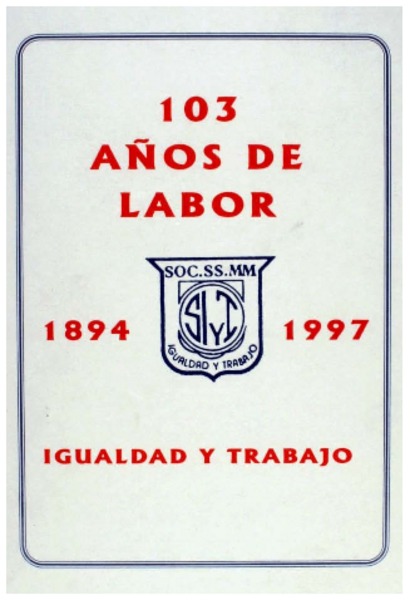 103
AÑOS DE
LABOR
SOC.SS.MM
SIyT
IGUALDAD Y TRABAJO
1894 1997
IGUALDAD Y TRABAJO